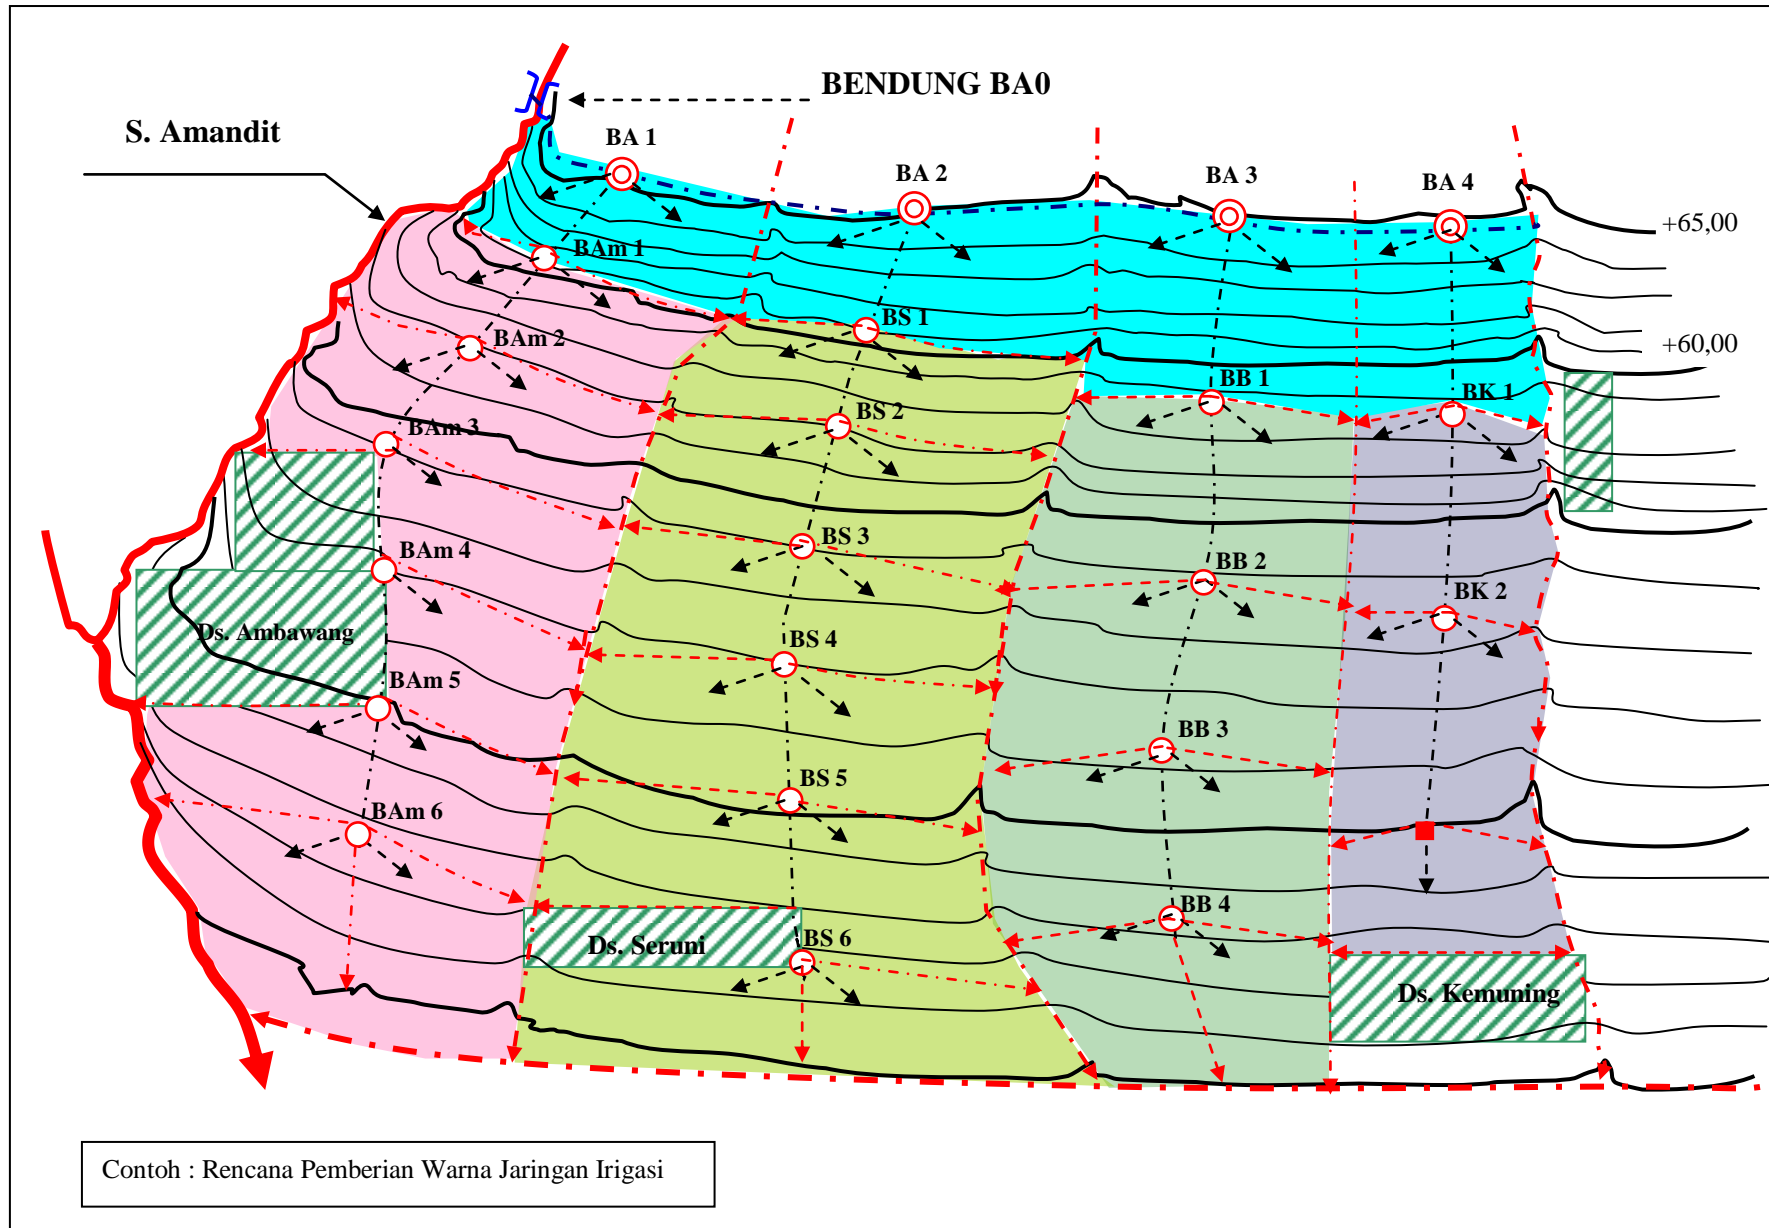 BENDUNG BA0
S. Amandit
BA 1
BA 2
BA 3
BA 4
+65,00
BAm 1
BS 1
BAm 2
+60,00
BB 1
BK 1
BS 2
BAm 3
BS 3
BAm 4
BB 2
BK 2
Ds. Ambawang
BS 4
BAm 5
BB 3
BS 5
BAm 6
BB 4
BS 6
Ds. Seruni
Ds. Kemuning
Contoh : Rencana Pemberian Warna Jaringan Irigasi